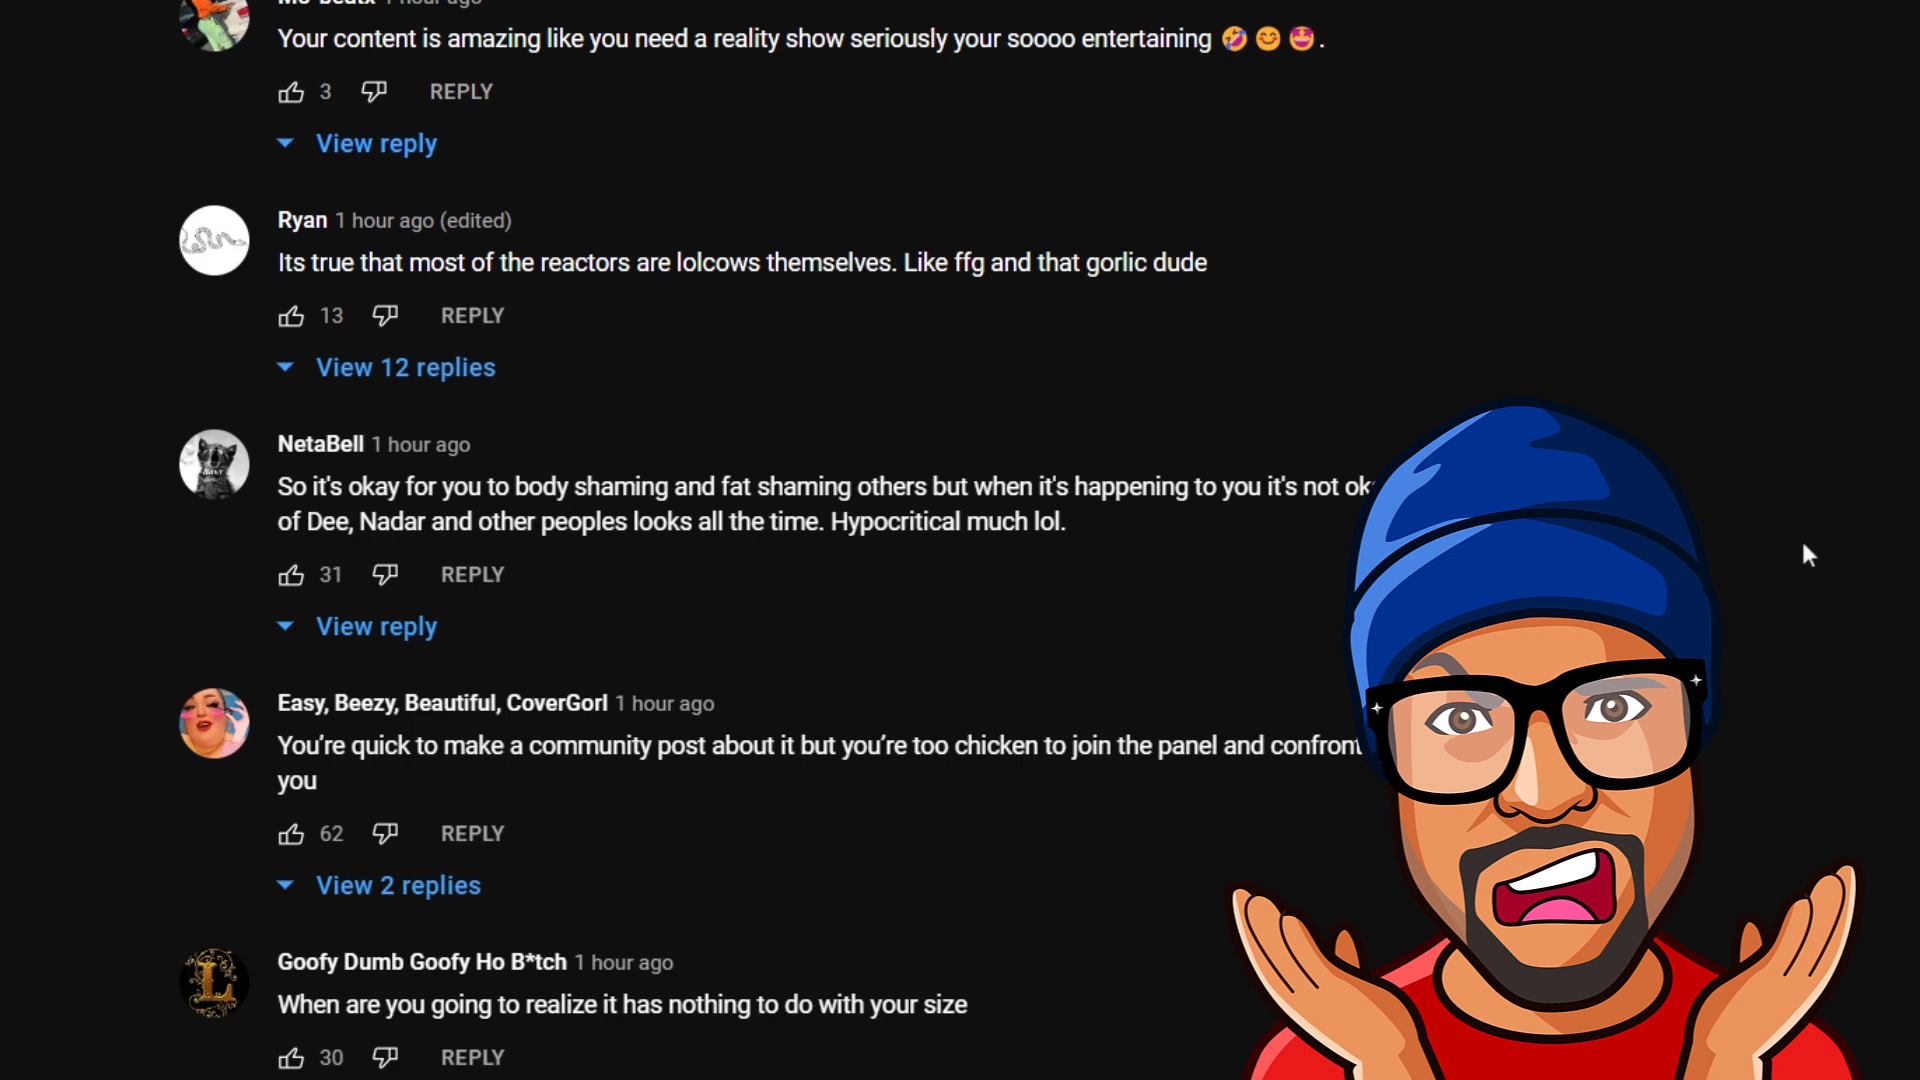 1 hour ago
Your content is amazing like you need a reality show seriously your soooo entertaining 🤣 😊 🤩 .
3 REPLY
View reply
Ryan 1 hour ago (edited)
Its true that most of the reactors are lolcows themselves. Like ffg and that gorlic dude
13 REPLY
View 12 replies
NetaBell 1 hour ago
So it's okay for you to body shaming and fat shaming others but when it's happening to you it's not
of Dee, Nadar and other peoples looks all the time. Hypocritical much lol.
31 REPLY
View reply
Easy, Beezy, Beautiful, CoverGorl 1 hour ago
You’re quick to make a community post about it but you’re too chicken to join the panel and confront
you
62 REPLY
View 2 replies
Goofy Dumb Goofy Ho B*tch 1 hour ago
When are you going to realize it has nothing to do with your size
30 REPLY